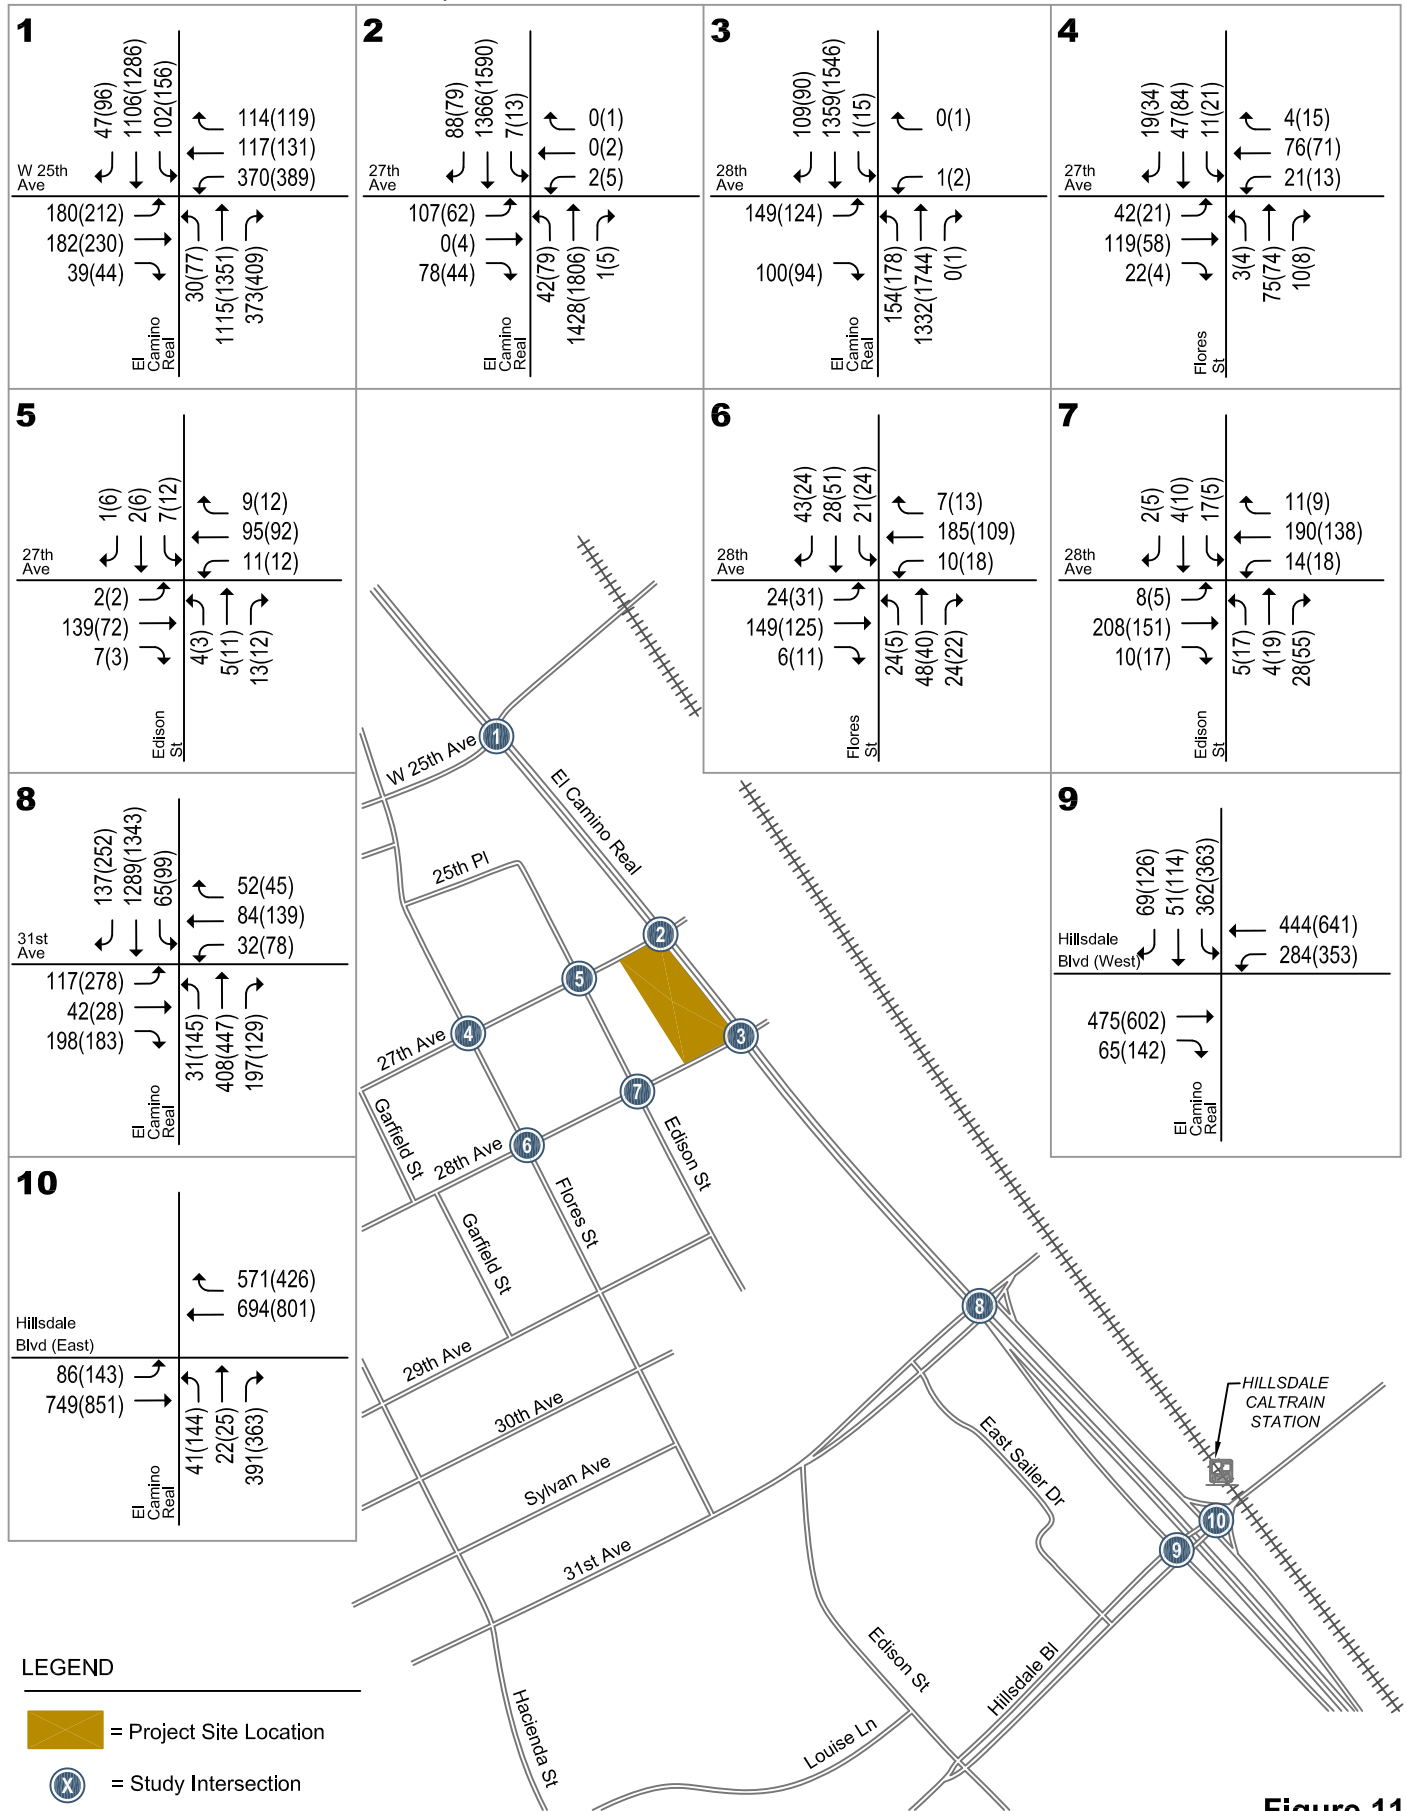 1
47(96)
1106(1286)
102(156)
114(119)
117(131)
370(389)
W 25th
Ave
180(212)
182(230)
39(44)
30(77)
1115(1351)
373(409)
El
Camino
Real
2
88(79)
1366(1590)
7(13)
0(1)
0(2)
2(5)
27th
Ave
107(62)
0(4)
78(44)
42(79)
1428(1806)
1(5)
El
Camino
Real
3
109(90)
1359(1546)
1(15)
0(1)
1(2)
28th
Ave
149(124)
100(94)
154(178)
1332(1744)
0(1)
El
Camino
Real
4
19(34)
47(84)
11(21)
4(15)
76(71)
21(13)
27th
Ave
42(21)
119(58)
22(4)
3(4)
75(74)
10(8)
Flores
St
5
1(6)
2(6)
7(12)
9(12)
95(92)
11(12)
27th
Ave
2(2)
139(72)
7(3)
4(3)
5(11)
13(12)
Edison
St
6
43(24)
28(51)
21(24)
7(13)
185(109)
10(18)
28th
Ave
24(31)
149(125)
6(11)
24(5)
48(40)
24(22)
Flores
St
7
2(5)
4(10)
17(5)
11(9)
190(138)
14(18)
28th
Ave
8(5)
208(151)
10(17)
5(17)
4(19)
28(55)
Edison
St
8
137(252)
1289(1343)
65(99)
52(45)
84(139)
32(78)
31st
Ave
117(278)
42(28)
198(183)
31(145)
408(447)
197(129)
El
Camino
Real
9
69(126)
51(114)
362(363)
444(641)
284(353)
Hillsdale
Blvd (West)
475(602)
65(142)
El
Camino
Real
10
571(426)
694(801)
Hillsdale
Blvd (East)
86(143)
749(851)
41(144)
22(25)
391(363)
El
Camino
Real
1
W 25th Ave
El Camino Real
25th Pl
2
5
4
3
27th Ave
7
6
Garfield St
28th Ave
Edison St
Flores St
Garfield St
8
29th Ave
30th Ave
HILLSDALE
CALTRAIN
STATION
East Sailer Dr
Sylvan Ave
10
9
31st Ave
Edison St
Hillsdale Bl
Hacienda St
Louise Ln
LEGEND
= Project Site Location
X
= Study Intersection
Figure 11